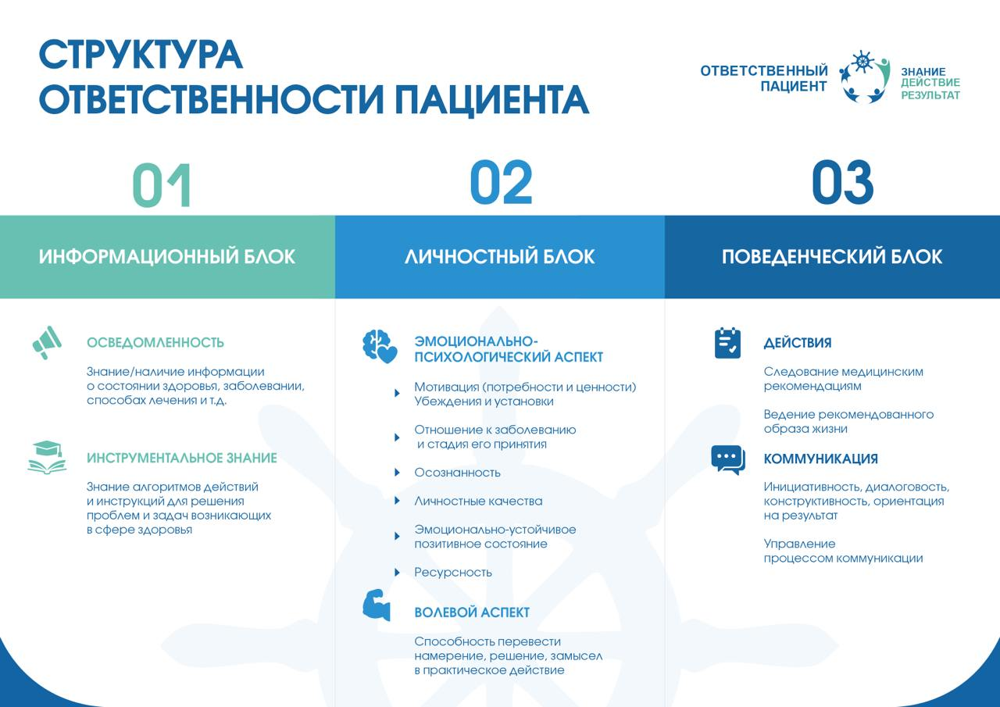 СТРУКТУРА
ОТВЕТСТВЕННОСТИ ПАЦИЕНТА
ОТВЕТСТВЕННЫЙ
ПАЦИЕНТ
ЗНАНИЕ
ДЕЙСТВИЕ
РЕЗУЛЬТАТ
01
ИНФОРМАЦИОННЫЙ БЛОК
ОСВЕДОМЛЕННОСТЬ
Знание/наличие информации
о состоянии здоровья, заболевании,
способах лечения и т.д.
ИНСТРУМЕНТАЛЬНОЕ ЗНАНИЕ
Знание алгоритмов действий
и инструкций для решения
проблем и задач возникающих
в сфере здоровья
02
ЛИЧНОСТНЫЙ БЛОК
ЭМОЦИОНАЛЬНО-
ПСИХОЛОГИЧЕСКИЙ АСПЕКТ
Мотивация (потребности и ценности)
Убеждения и установки
Отношение к заболеванию
и стадия его принятия
Осознанность
Личностные качества
Эмоционально-устойчивое
позитивное состояние
Ресурсность
ВОЛЕВОЙ АСПЕКТ
Способность перевести
намерение, решение, замысел
в практическое действие
03
ПОВЕДЕНЧЕСКИЙ БЛОК
ДЕЙСТВИЯ
Следование медицинским
рекомендациям
Ведение рекомендованного
образа жизни
КОММУНИКАЦИЯ
Инициативность, диалоговость,
конструктивность, ориентация
на результат
Управление
процессом коммуникации